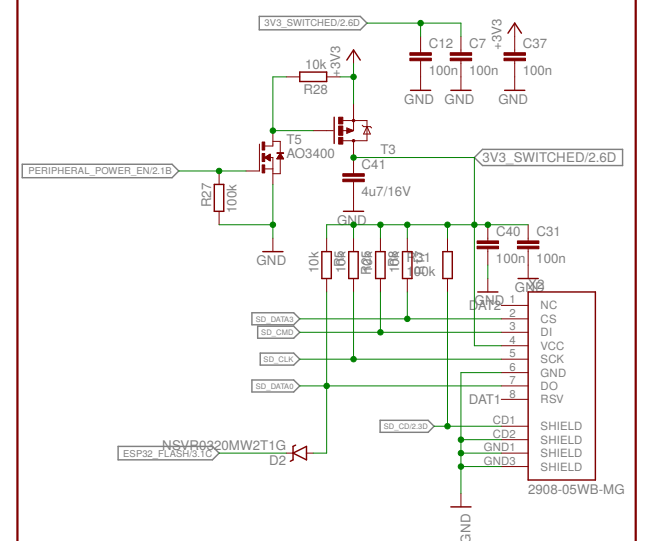 3V3_SWITCHED/2.6D
+3V3
+3V3
C12
C7
C37
100n
100n
100n
10k
R28
GND
GND
GND
T5
AO3400
T3
C41
3V3_SWITCHED/2.6D
PERIPHERAL_POWER_EN/2.1B
R27
100k
4u7/16V
GND
GND
C40
C31
100n
100n
10k
100k
GND
GND
DAT2
1
NC
SD_DATA3
2
CS
SD_CMD
3
DI
4
VCC
SD_CLK
5
SCK
6
GND
SD_DATA0
7
DO
DAT1
8
RSV
SD_CD/2.3D
CD1
SHIELD
CD2
SHIELD
GND1
SHIELD
GND3
SHIELD
NSVR0320MW2T1G
ESP32_FLASH/3.1C
D2
2908-05WB-MG
GND